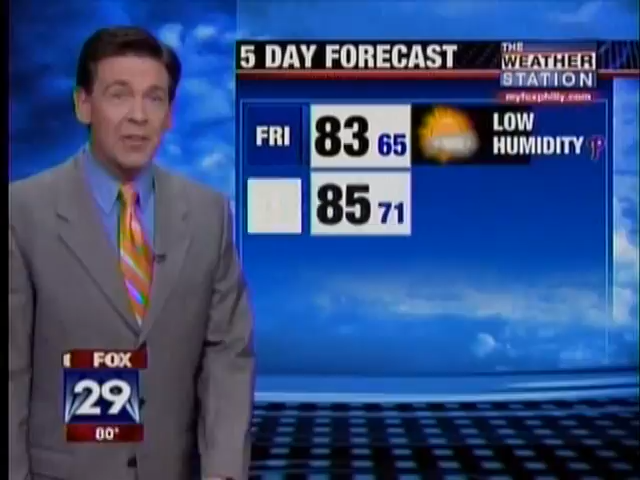 5 DAY FORECAST
THE
WEATHER
STATION
myfoxphilly.com
FRI
83 65
LOW
HUMIDITY P
85 71
FOX
29
80°